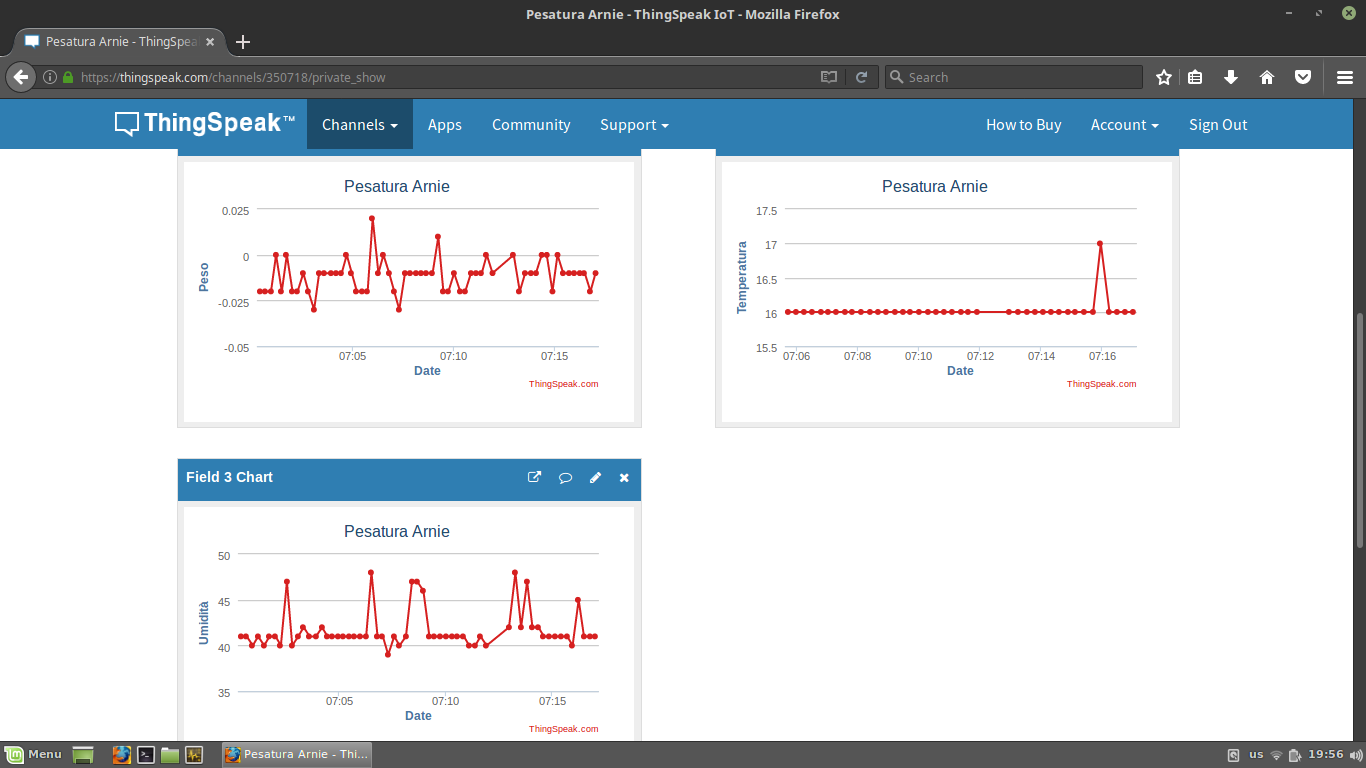 Pesatura Arnie - ThingSpeak IoT - Mozilla Firefox
Pesatura Arnie - ThingSpea
https://thingspeak.com/channels/350718/private_show
Search
ThingSpeak™ Channels Apps Community Support How to Buy Account Sign Out
Pesatura Arnie
0.025
0
-0.025
-0.05
Peso
07:05 07:10 07:15
Date
ThingSpeak.com
Pesatura Arnie
17.5
17
16.5
16
15.5
Temperatura
07:06 07:08 07:10 07:12 07:14 07:16
Date
ThingSpeak.com
Field 3 Chart
Pesatura Arnie
50
45
40
35
Umidità
07:05 07:10 07:15
Date
ThingSpeak.com
Menu
Pesatura Arnie - Thi...
us
19:56